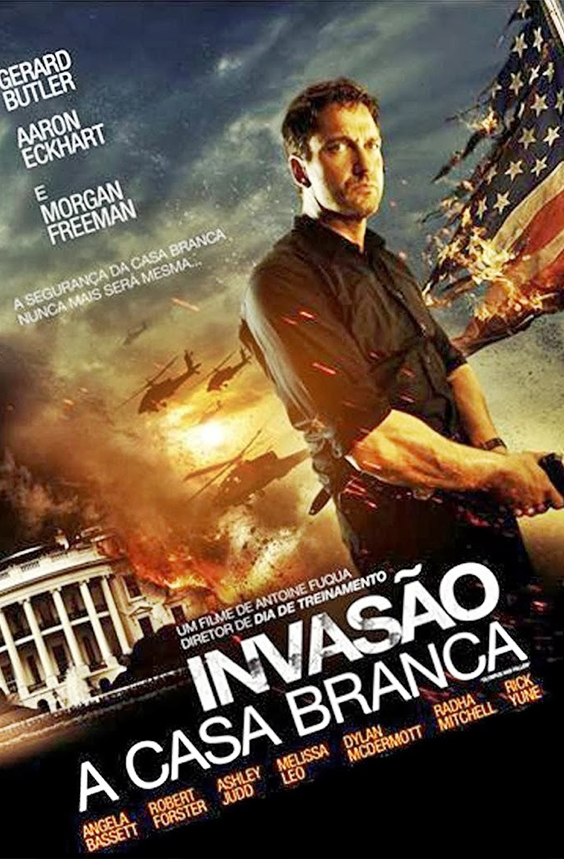 GERARD
BUTLER
AARON
ECKHART
E
MORGAN
FREEMAN
A SEGURANÇA DA CASA BRANCA
NUNCA MAIS SERÁ MESMA...
UM FILME DE ANTOINE FUQUA
DIRETOR DE DIA DE TREINAMENTO
INVASÃO
A CASA BRANCA
ANGELA
BASSETT
ROBERT
FORSTER
ASHLEY
JUDD
MELISSA
LEO
DYLAN
MCDERMOTT
RADHA
MITCHELL
RICK
YUNE